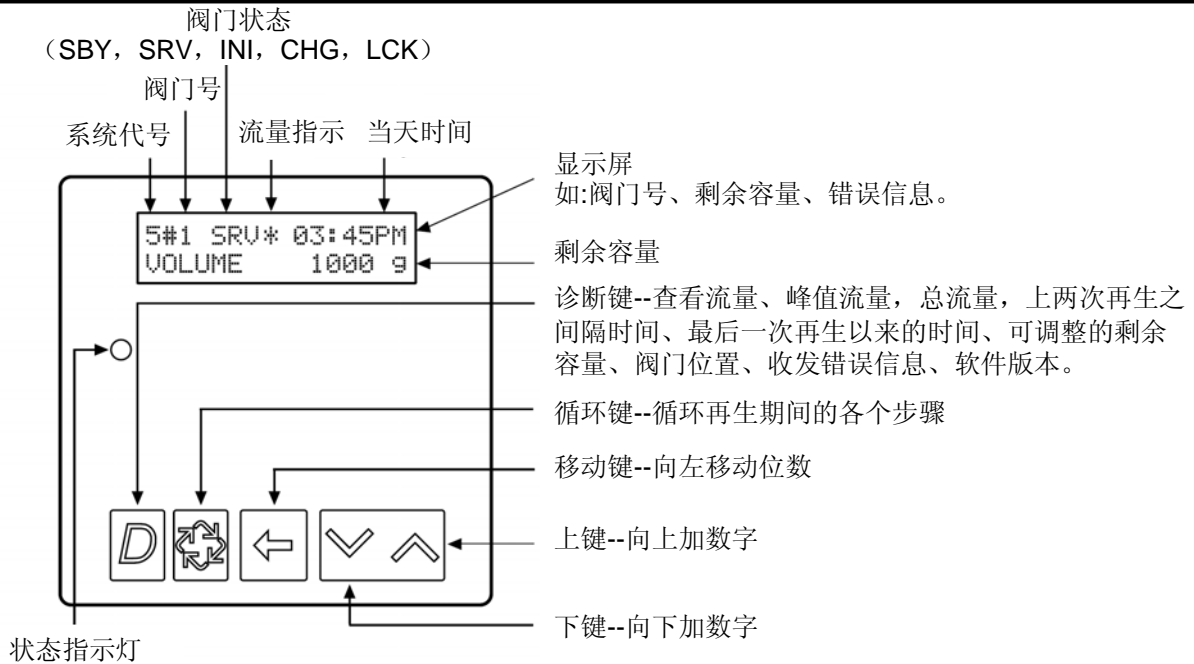 阀门状态
（SBY，SRV，INI，CHG，LCK）
阀门号
系统代号
流量指示
当天时间
显示屏
如:阀门号、剩余容量、错误信息。
5#1 SRV* 03:45PM
VOLUME 1000 g
剩余容量
诊断键--查看流量、峰值流量，总流量，上两次再生之
间隔时间、最后一次再生以来的时间、可调整的剩余
容量、阀门位置、收发错误信息、软件版本。
循环键--循环再生期间的各个步骤
移动键--向左移动位数
D
上键--向上加数字
下键--向下加数字
状态指示灯